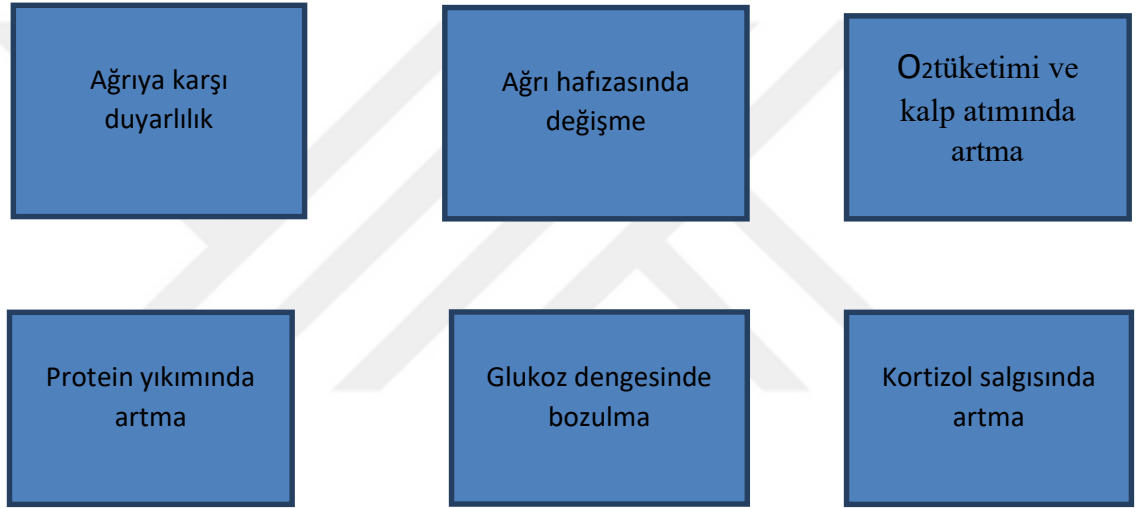 Ağrıya karşı
duyarlılık
Ağrı hafızasında
değişme
O2tüketimi ve
kalp atımında
artma
Protein yıkımında
artma
Glukoz dengesinde
bozulma
Kortizol salgısında
artma